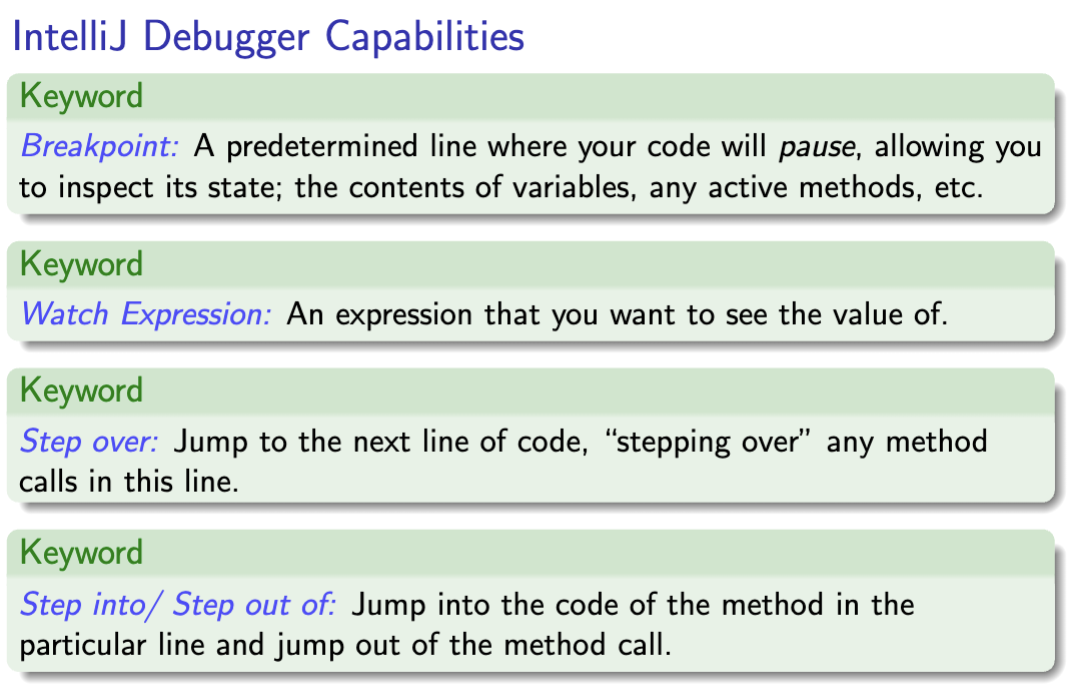 IntelliJ Debugger Capabilities
Keyword
Breakpoint: A predetermined line where your code will pause, allowing you
to inspect its state; the contents of variables, any active methods, etc.
Keyword
Watch Expression: An expression that you want to see the value of.
Keyword
Step over: Jump to the next line of code, “stepping over” any method
calls in this line.
Keyword
Step into/ Step out of: Jump into the code of the method in the
particular line and jump out of the method call.